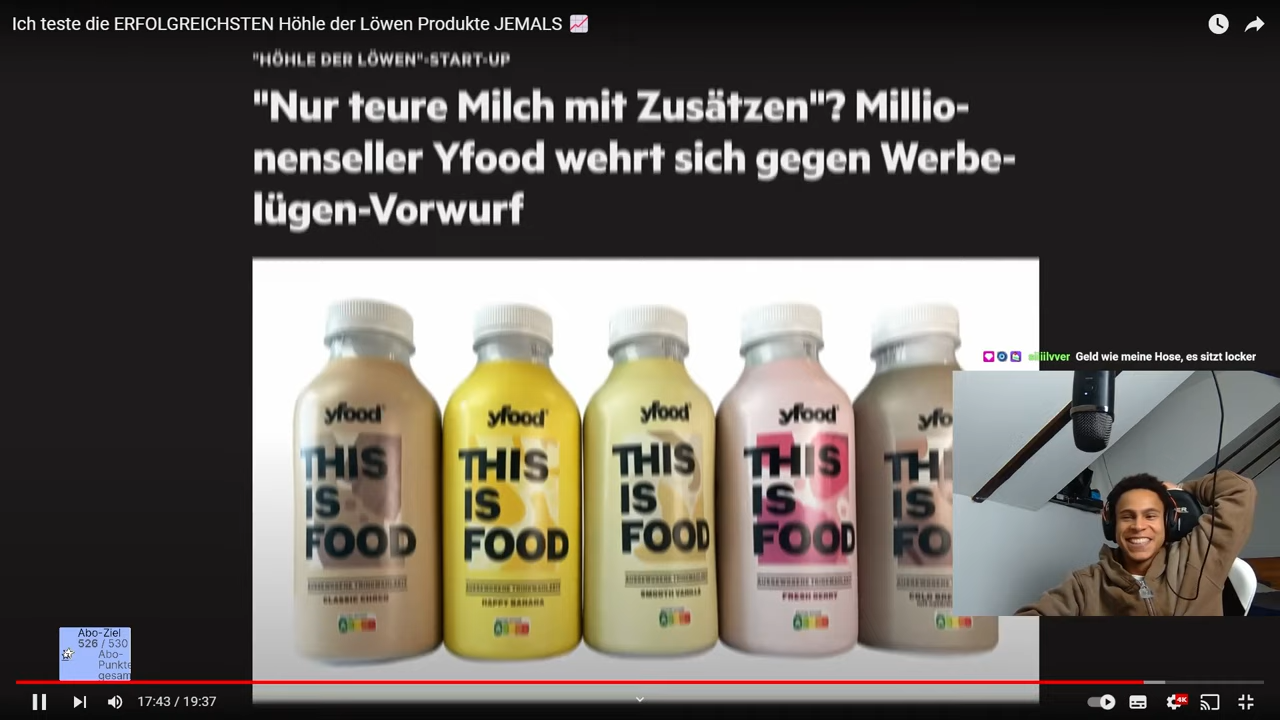 Ich teste die ERFOLGREICHSTEN Höhle der Löwen Produkte JEMALS
"HÖHLE DER LÖWEN"-START-UP
"Nur teure Milch mit Zusätzen"? Millio-
nenseller Yfood wehrt sich gegen Werbe-
lügen-Vorwurf
yfood yfood yfood yfood
THIS THIS THIS THIS
IS IS IS IS
FOOD FOOD FOOD FOOD
CLASSIC CHOCO HAPPY BANANA SMOOTH VANILLA FRESH BERRY
Geld wie meine Hose, es sitzt locker
Abo-Ziel
526 / 530
Abo-
Punkte
gesam
17:43 / 19:37
4K